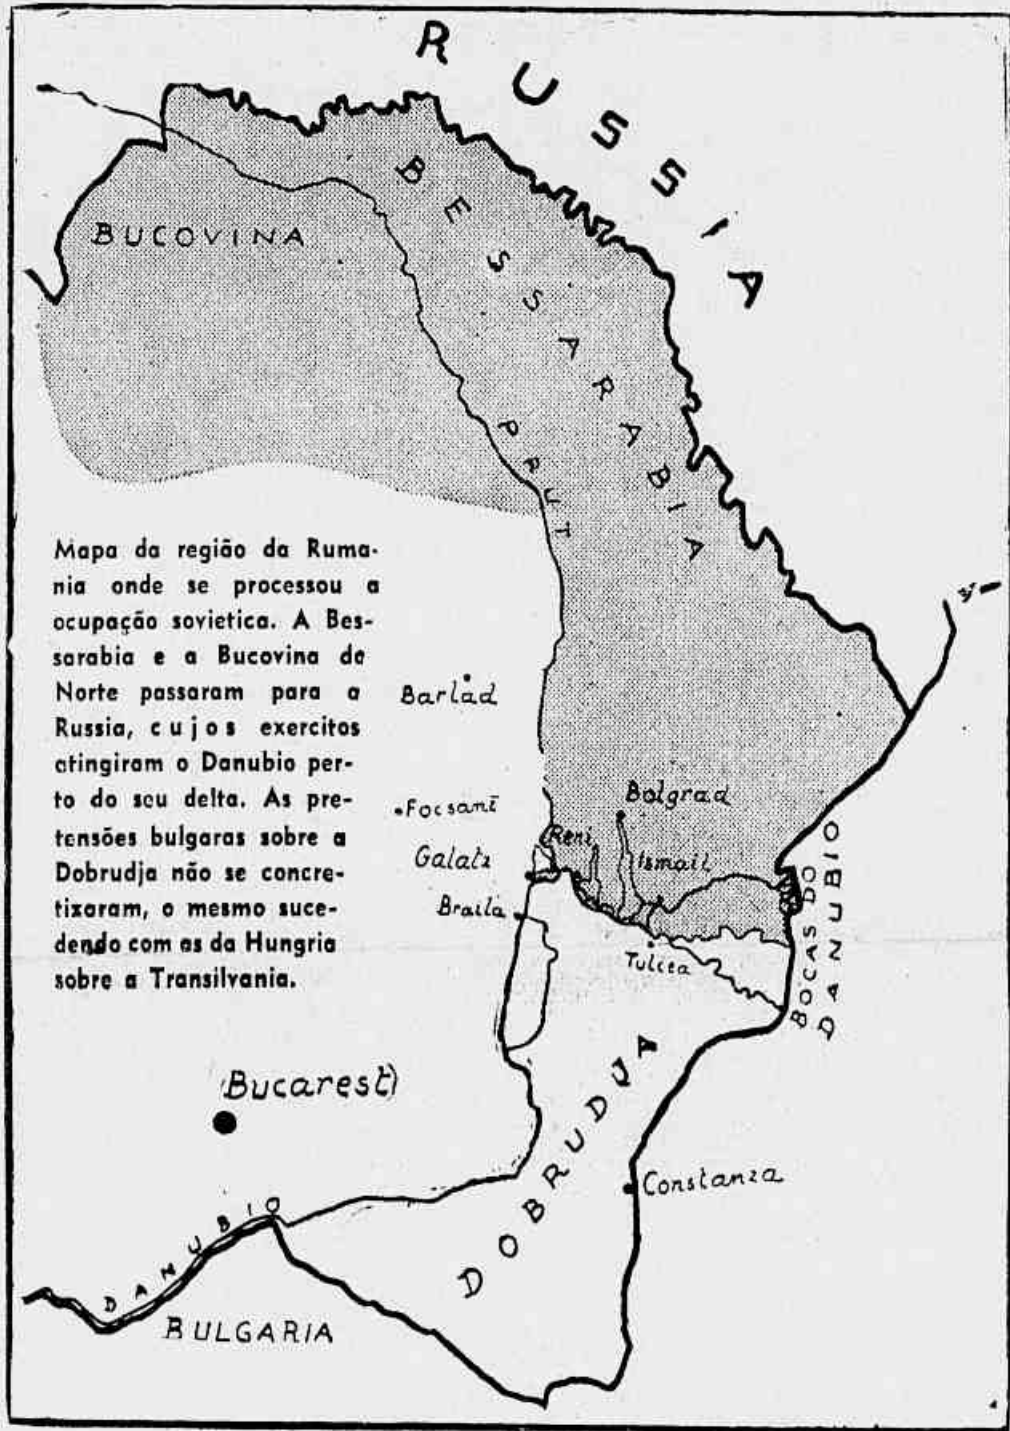 RUSSIA
BESSARABIA
BUCOVINA
PRUT
Mapa da região da Ruma-
nia onde se processou a
ocupação sovietica. A Bes-
sarabia e a Bucovina do
Norte passaram para a
Russia, cujos exercitos
atingiram o Danubio per-
to do seu delta. As pre-
tensões bulgaras sobre a
Dobrudja não se concre-
tizaram, o mesmo suce-
dendo com as da Hungria
sobre a Transilvania.
Barlad
Bolgrad
Focsani
Reni
Galatz
Ismail
Braila
Tulcea
BOCAS DO
DANUBIO
Bucarest
DOBRUDJA
Constanza
DANUBIO
BULGARIA